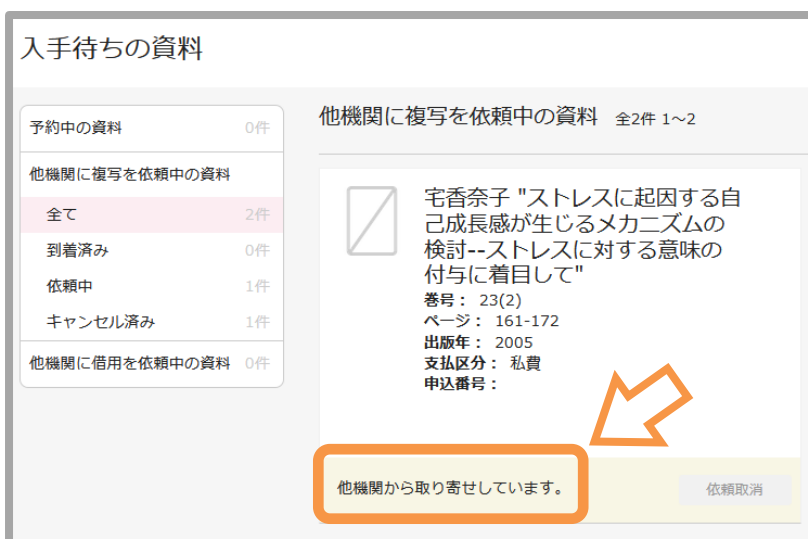 入手待ちの資料
予約中の資料 0件
他機関に複写を依頼中の資料
全て 2件
到着済み 0件
依頼中 1件
キャンセル済み 1件
他機関に借用を依頼中の資料 0件
他機関に複写を依頼中の資料 全2件 1～2
宅香奈子 "ストレスに起因する自
己成長感が生じるメカニズムの
検討--ストレスに対する意味の
付与に着目して"
巻号： 23(2)
ページ： 161-172
出版年： 2005
支払区分： 私費
申込番号：
他機関から取り寄せしています。
依頼取消